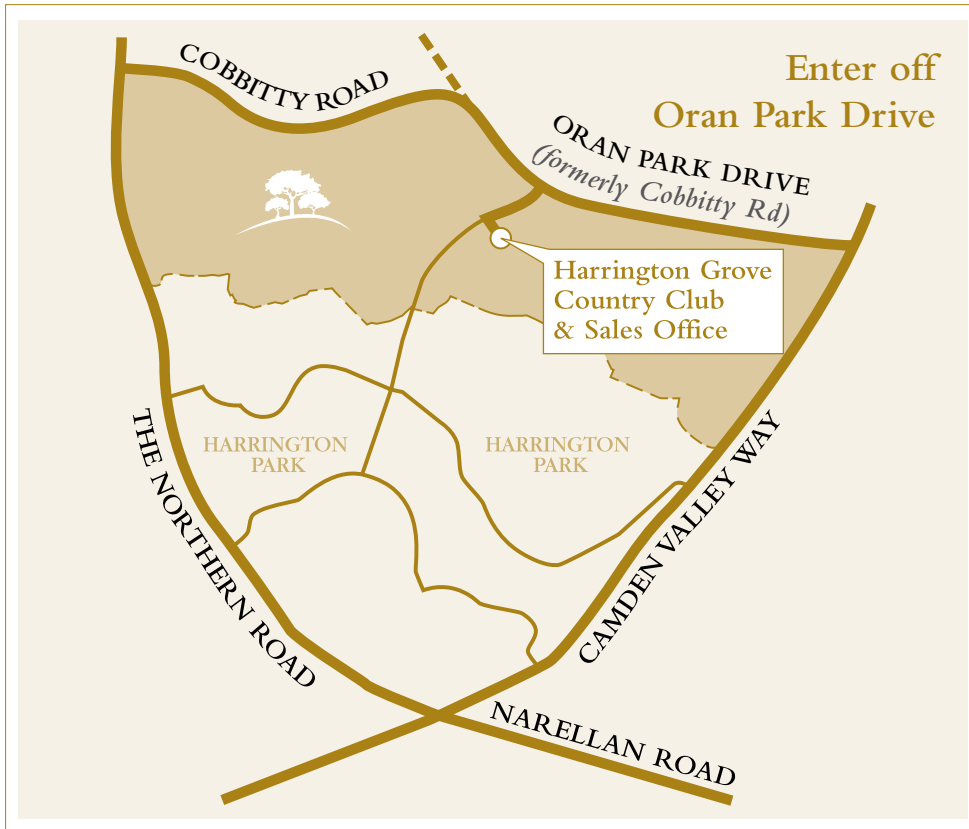 COBBITTY ROAD
Enter off
Oran Park Drive
ORAN PARK DRIVE
(formerly Cobbitty Rd)
Harrington Grove
Country Club
& Sales Office
HARRINGTON
PARK
HARRINGTON
PARK
THE NORTHERN ROAD
CAMDEN VALLEY WAY
NARELLAN ROAD